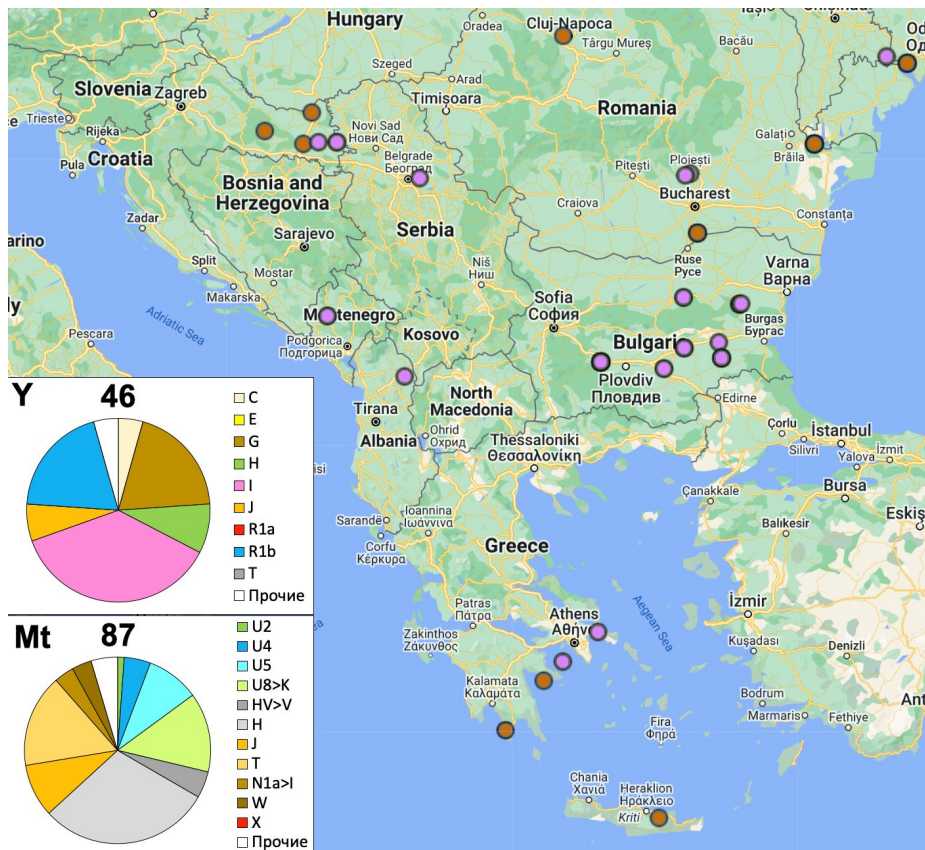 Hungary
Oradea
Cluj-Napoca
Târgu Mureș
Bacău
Slovenia
Zagreb
Szeged
Arad
Timișoara
Romania
Trieste
Rijeka
Pula
Croatia
Novi Sad
Нови Сад
Galați
Brăila
Belgrade
Београд
Pitești
Ploiești
Bosnia and
Herzegovina
Bucharest
Craiova
Constanța
Zadar
Serbia
Sarajevo
Ruse
Русе
Varna
Варна
Split
Mostar
Niš
Ниш
Makarska
Sofia
София
Montenegro
Burgas
Бургас
Adriatic Sea
Pescara
Kosovo
Podgorica
Подгорица
Bulgaria
Plovdiv
Пловдив
North
Macedonia
Edirne
Tirana
Albania
Ohrid
Охрид
Çorlu
İstanbul
Silivri
Yalova
İzmit
Thessaloniki
Θεσσαλονίκη
Bursa
Çanakkale
Ioannina
Ιωάννινα
Sarandë
Balıkesir
Corfu
Κέρκυρα
Greece
Aegean Sea
İzmir
Patras
Πάτρα
Athens
Zakinthos
Ζάκυνθος
Kuşadası
Denizli
Kalamata
Καλαμάτα
Bodrum
Marmaris
Fethiye
Fira
Φηρά
Chania
Χανιά
Heraklion
Ηράκλειο
Kriti
Y 46
C
E
G
H
I
J
R1a
R1b
T
Прочие
Mt 87
U2
U4
U5
U8>K
HV>V
H
J
T
N1a>I
W
X
Прочие